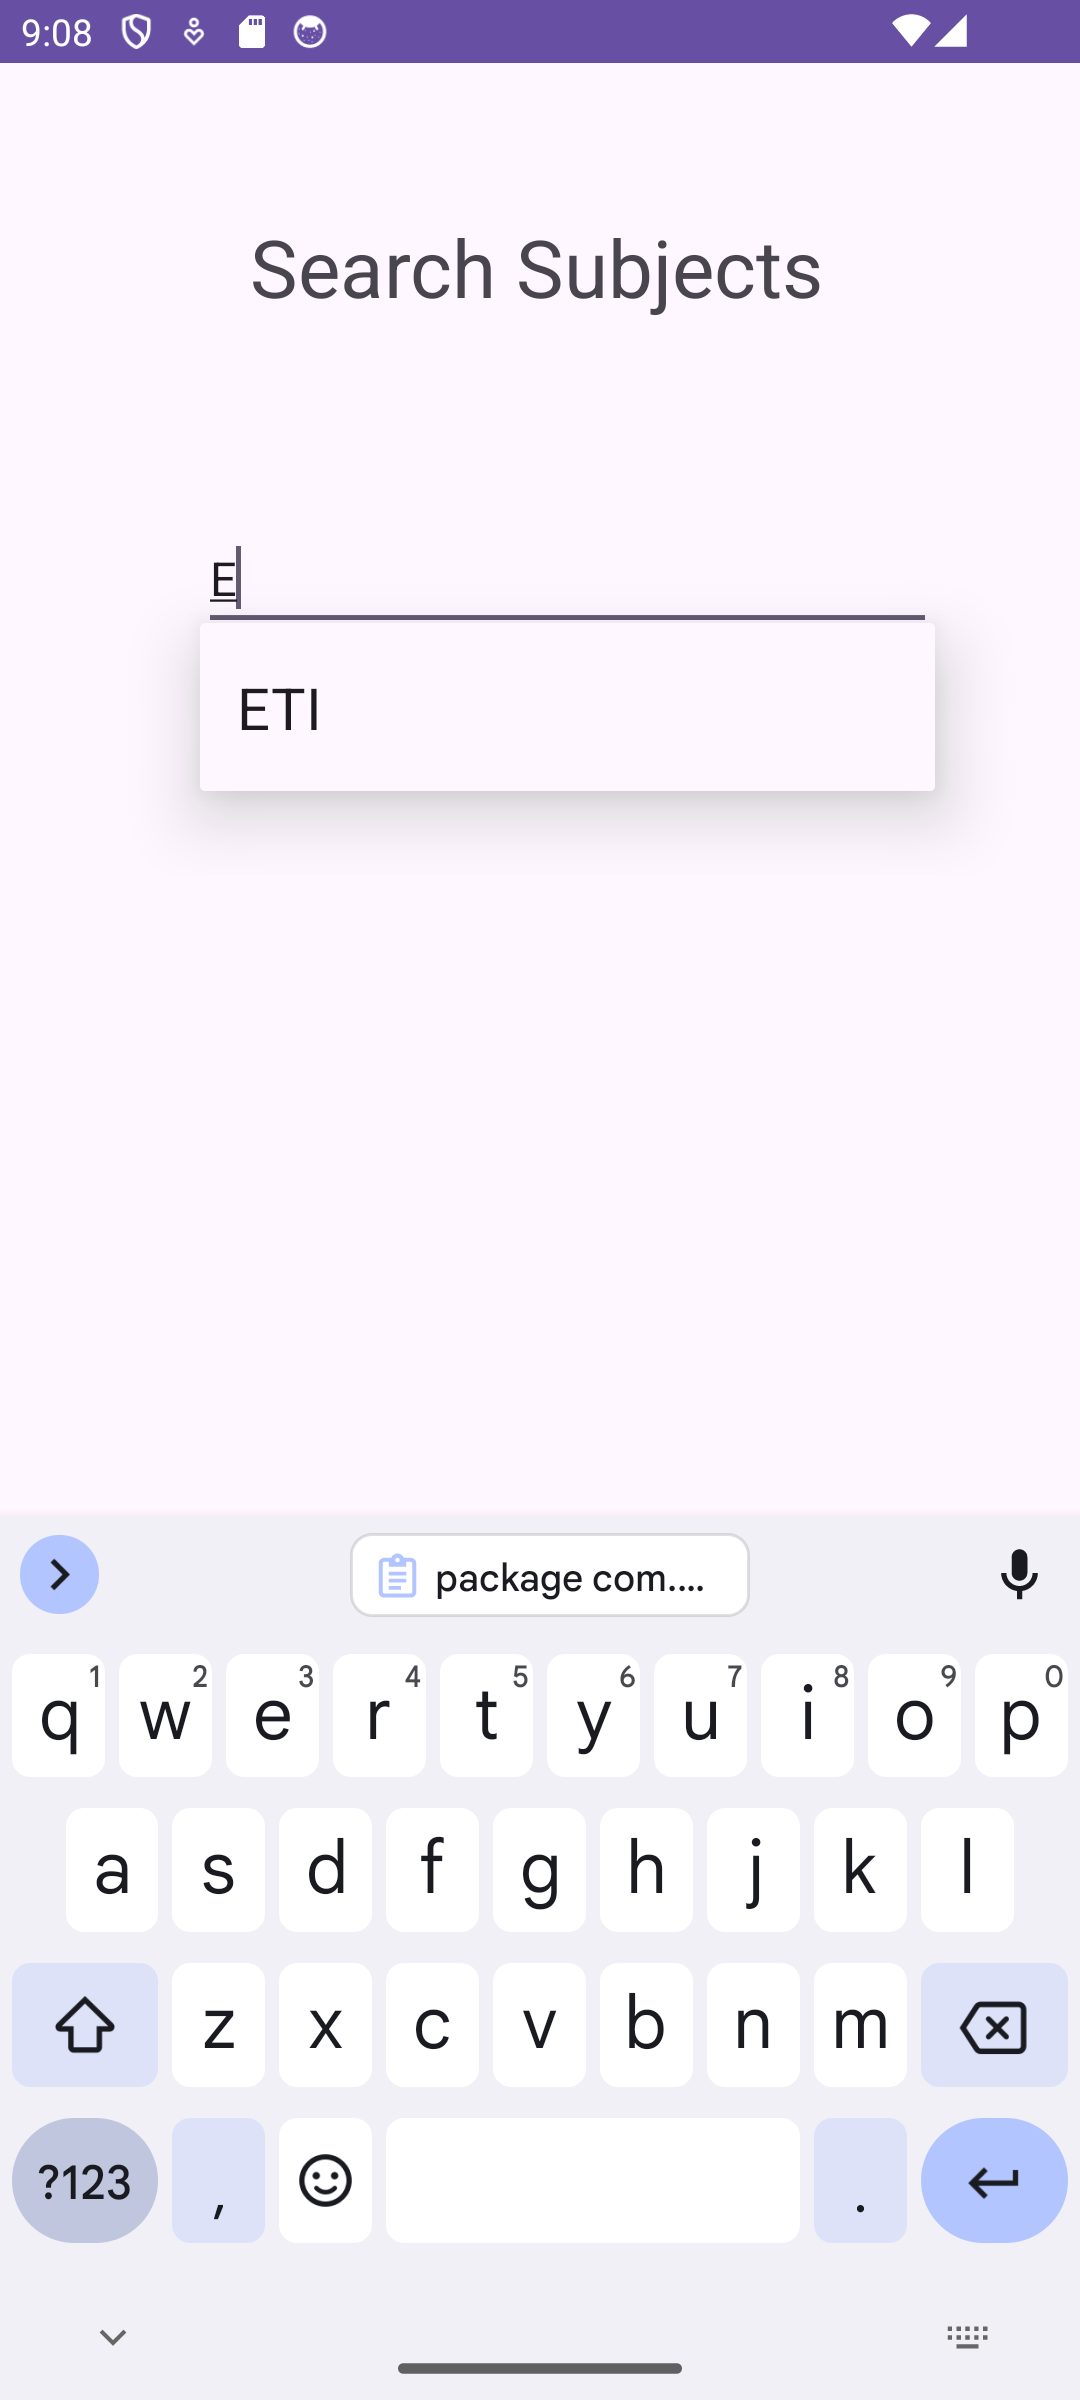 9:08
Search Subjects
E
ETI
package com....
1 2 3 4 5 6 7 8 9 0
q w e r t y u i o p
a s d f g h j k l
z x c v b n m
?123 , .